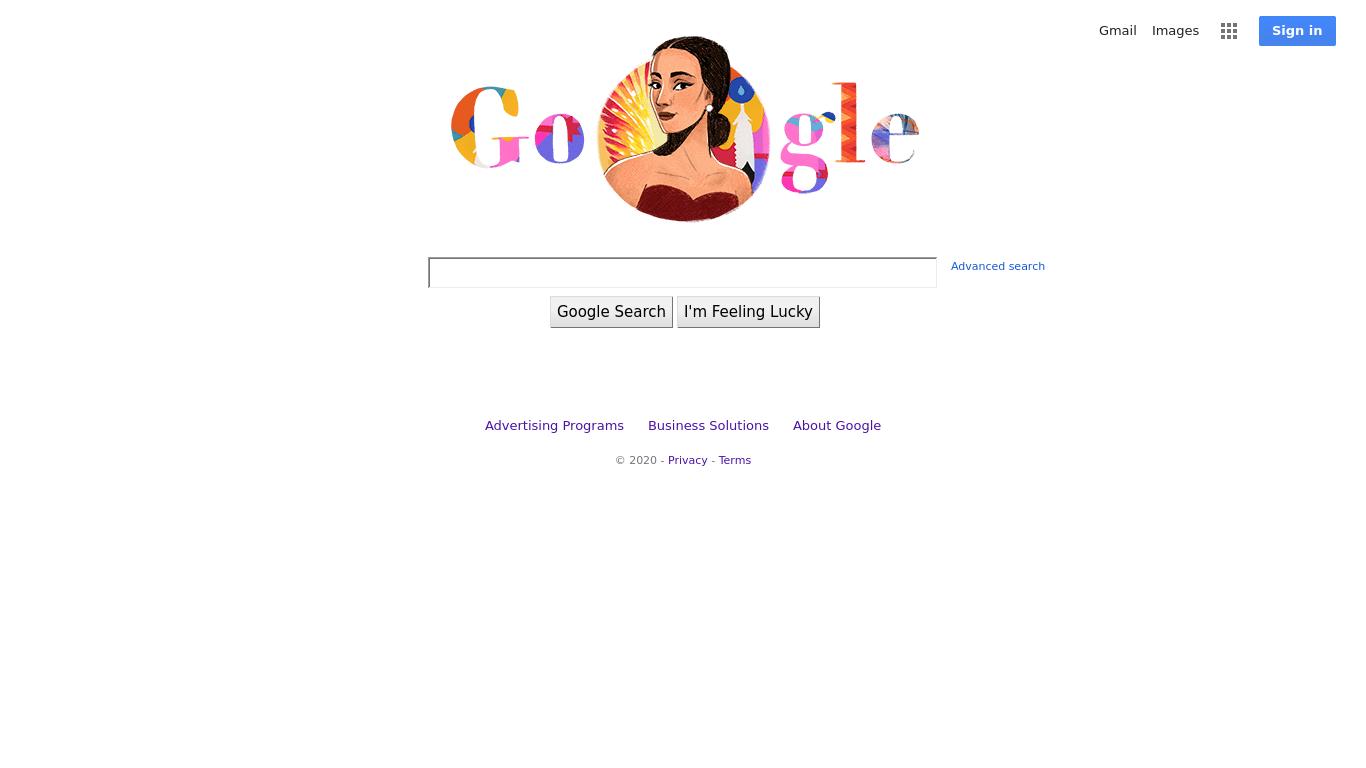 Gmail Images Sign in
Google
Advanced search
Google Search I'm Feeling Lucky
Advertising Programs Business Solutions About Google
© 2020 - Privacy - Terms